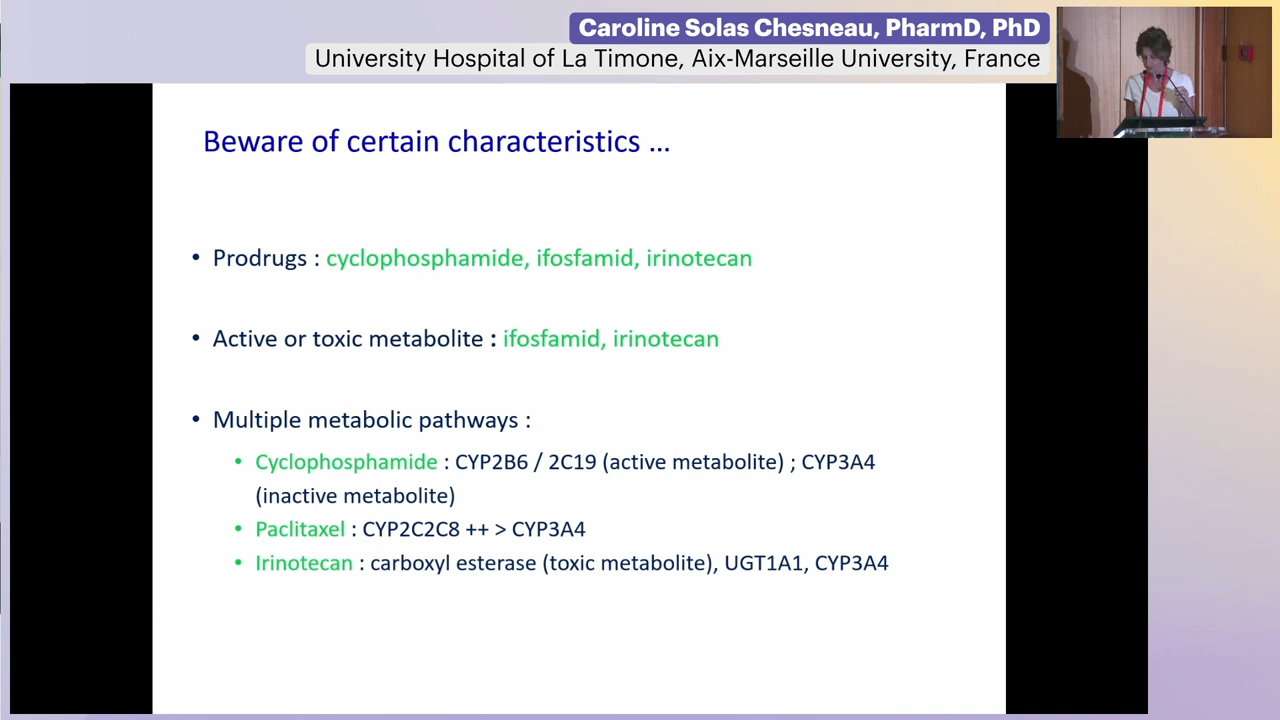 Caroline Solas Chesneau, PharmD, PhD
University Hospital of La Timone, Aix-Marseille University, France
Beware of certain characteristics ...
• Prodrugs : cyclophosphamide, ifosfamid, irinotecan
• Active or toxic metabolite : ifosfamid, irinotecan
• Multiple metabolic pathways :
• Cyclophosphamide : CYP2B6 / 2C19 (active metabolite) ; CYP3A4
(inactive metabolite)
• Paclitaxel : CYP2C2C8 ++ > CYP3A4
• Irinotecan : carboxyl esterase (toxic metabolite), UGT1A1, CYP3A4